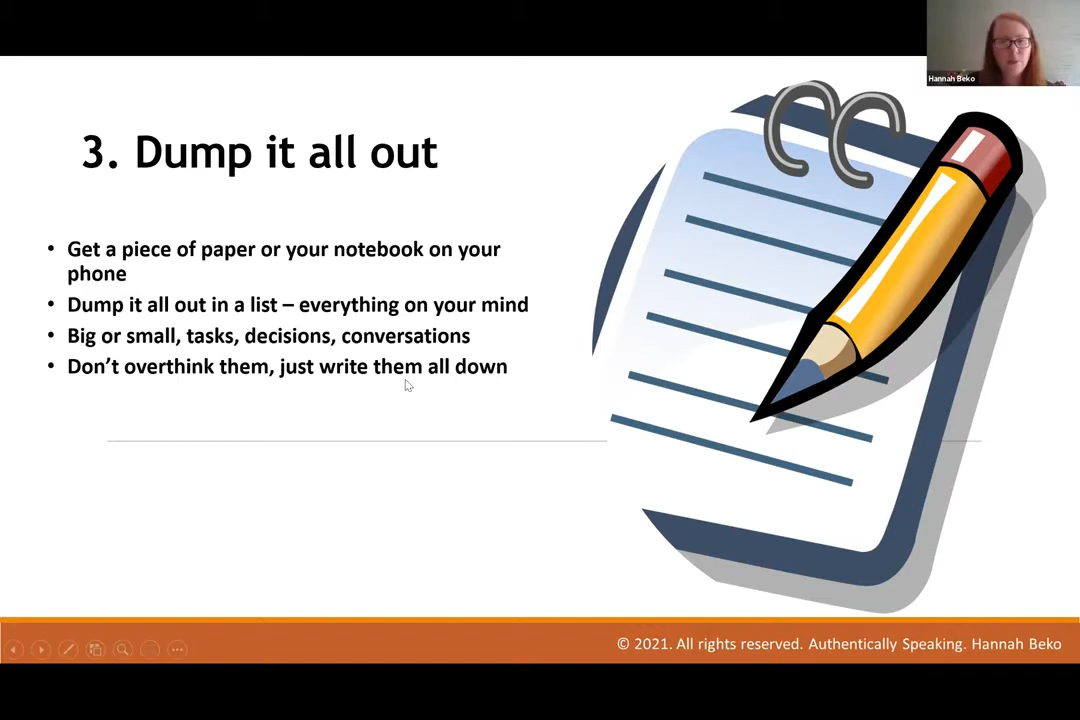 Hannah Beko
3. Dump it all out
• Get a piece of paper or your notebook on your
phone
• Dump it all out in a list – everything on your mind
• Big or small, tasks, decisions, conversations
• Don’t overthink them, just write them all down
© 2021. All rights reserved. Authentically Speaking. Hannah Beko